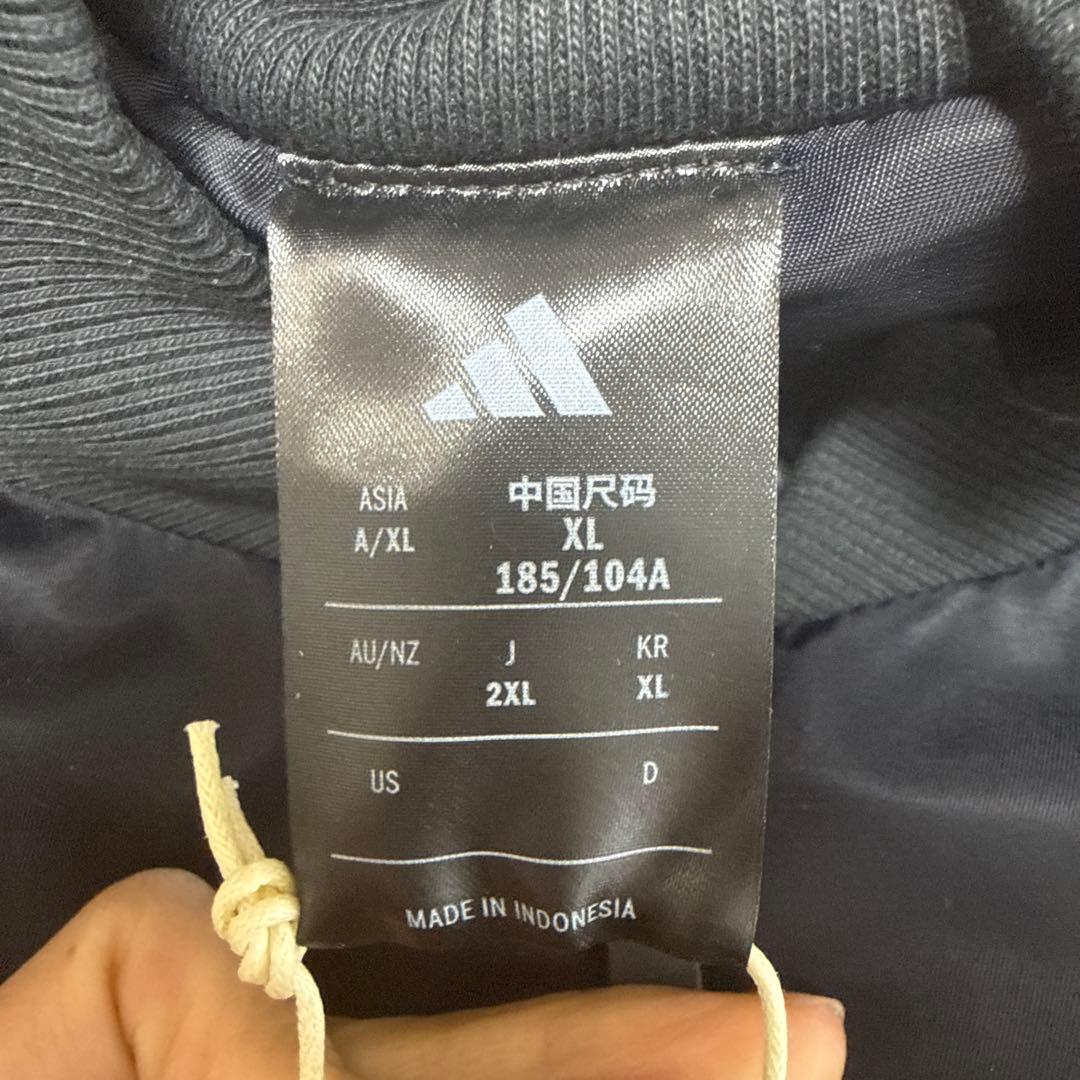 ASIA 中国尺码
A/XL XL
185/104A
AU/NZ J KR
2XL XL
US D
MADE IN INDONESIA